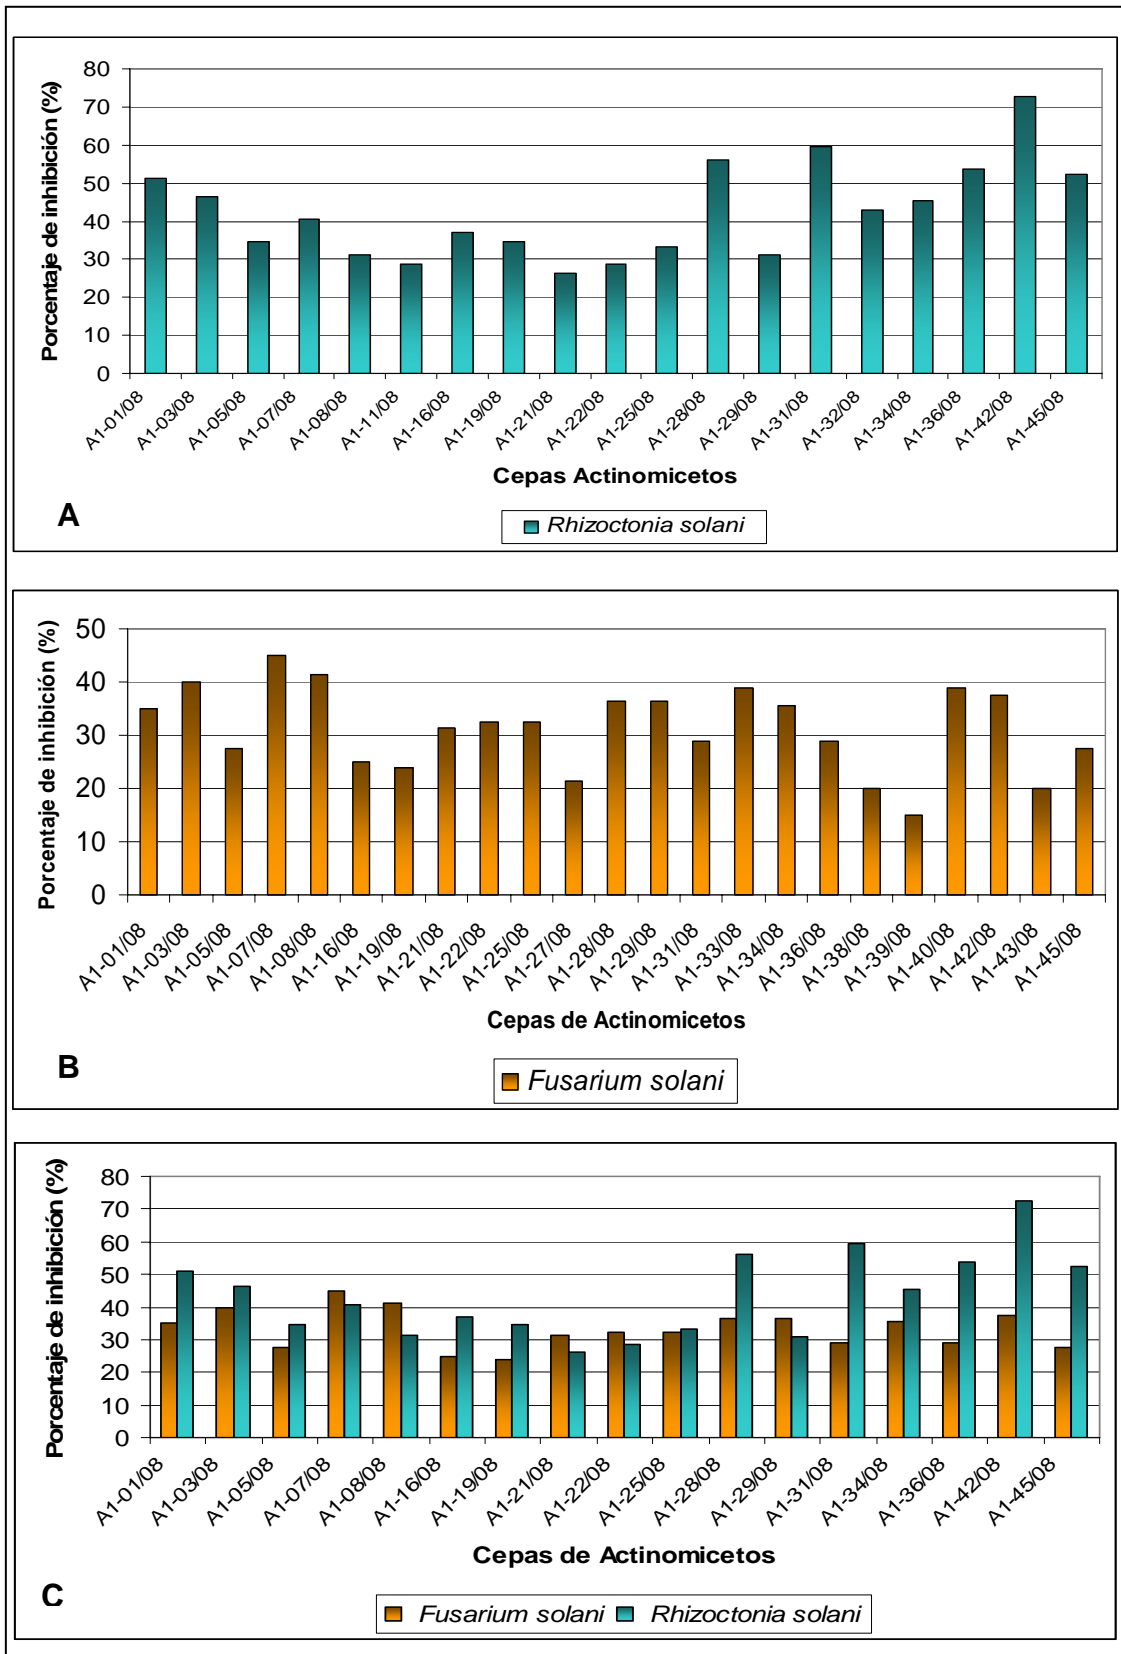 Porcentaje de inhibición (%)
80
70
60
50
40
30
20
10
0
A1-01/08
A1-03/08
A1-05/08
A1-07/08
A1-08/08
A1-11/08
A1-16/08
A1-19/08
A1-21/08
A1-22/08
A1-25/08
A1-28/08
A1-29/08
A1-31/08
A1-32/08
A1-34/08
A1-36/08
A1-42/08
A1-45/08
Cepas Actinomicetos
A
Rhizoctonia solani
Porcentaje de inhibición (%)
50
40
30
20
10
0
A1-01/08
A1-03/08
A1-05/08
A1-07/08
A1-08/08
A1-16/08
A1-19/08
A1-21/08
A1-22/08
A1-25/08
A1-27/08
A1-28/08
A1-29/08
A1-31/08
A1-33/08
A1-34/08
A1-36/08
A1-38/08
A1-39/08
A1-40/08
A1-42/08
A1-43/08
A1-45/08
Cepas de Actinomicetos
B
Fusarium solani
Porcentaje de inhibición (%)
80
70
60
50
40
30
20
10
0
A1-01/08
A1-03/08
A1-05/08
A1-07/08
A1-08/08
A1-16/08
A1-19/08
A1-21/08
A1-22/08
A1-25/08
A1-28/08
A1-29/08
A1-31/08
A1-34/08
A1-36/08
A1-42/08
A1-45/08
Cepas de Actinomicetos
C
Fusarium solani Rhizoctonia solani